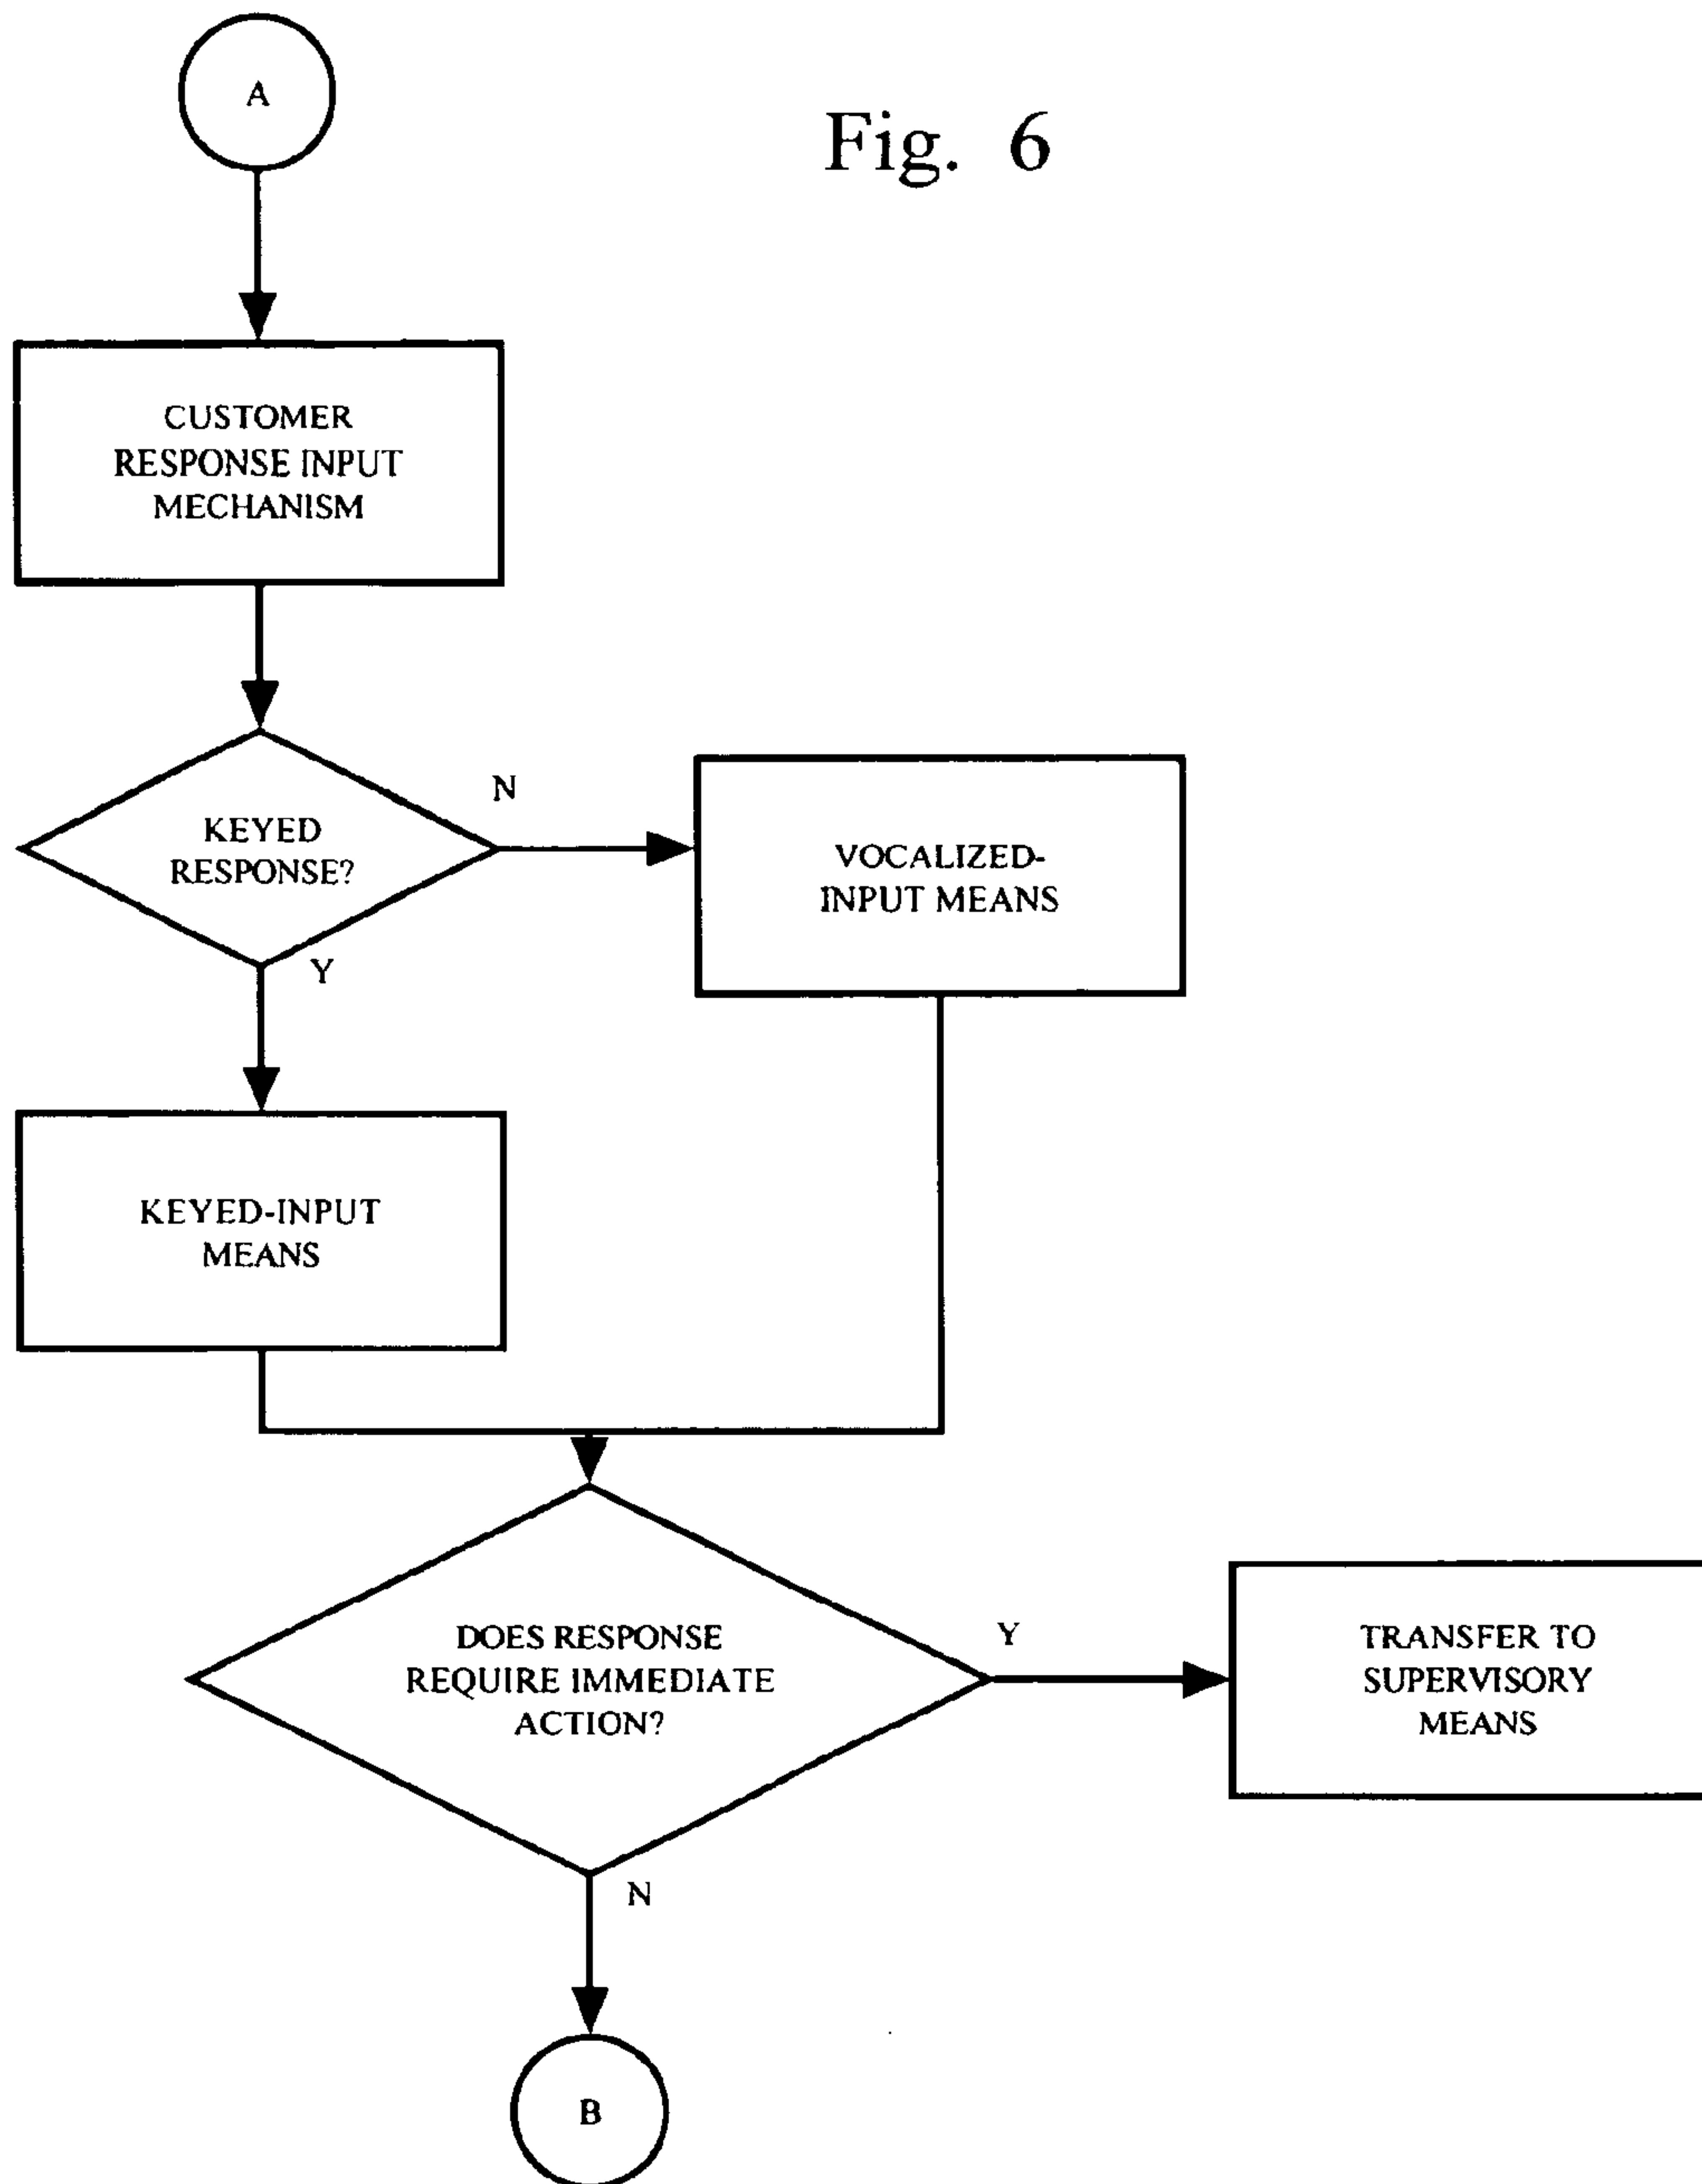 A
Fig. 6
CUSTOMER
RESPONSE INPUT
MECHANISM
N
KEYED
RESPONSE?
VOCALIZED-
INPUT MEANS
Y
KEYED-INPUT
MEANS
DOES RESPONSE
REQUIRE IMMEDIATE
ACTION?
Y
TRANSFER TO
SUPERVISORY
MEANS
N
B